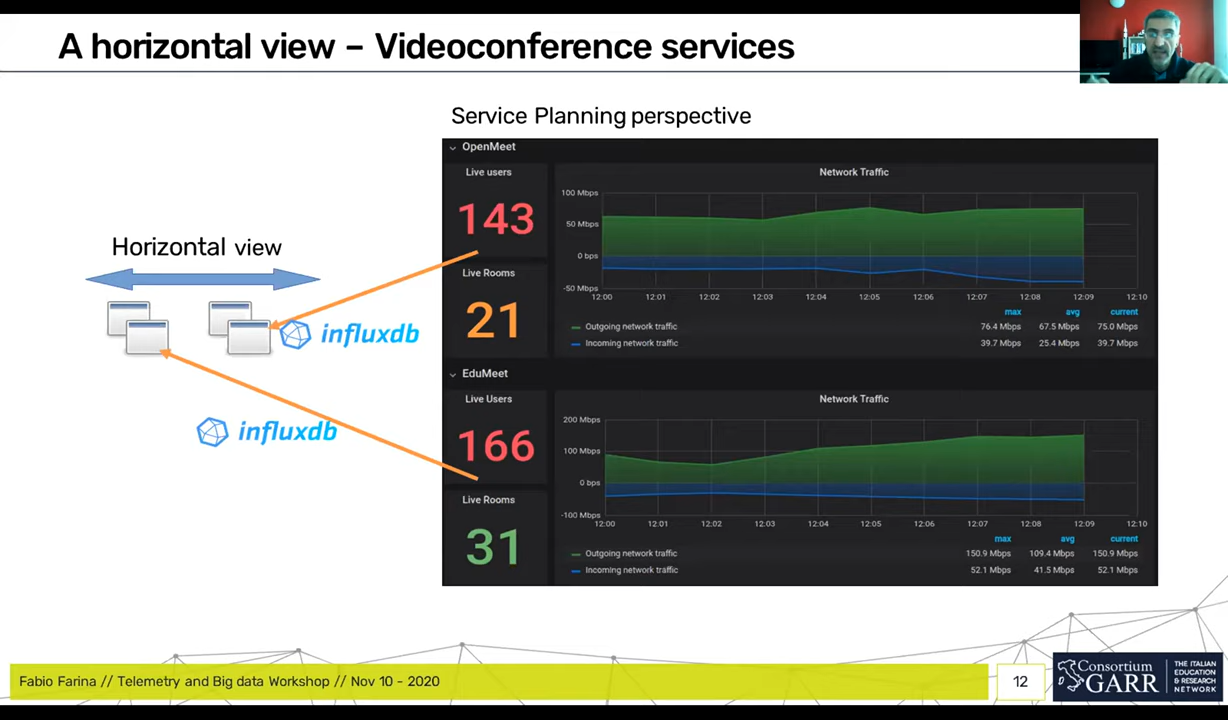 A horizontal view – Videoconference services
Service Planning perspective
Horizontal view
influxdb
influxdb
OpenMeet
Live users
143
Live Rooms
21
Network Traffic
100 Mbps
50 Mbps
0 bps
-50 Mbps
12:00 12:01 12:02 12:03 12:04 12:05 12:06 12:07 12:08 12:09 12:10
max avg current
Outgoing network traffic 76.4 Mbps 67.5 Mbps 75.0 Mbps
Incoming network traffic 39.7 Mbps 25.4 Mbps 39.7 Mbps
EduMeet
Live Users
166
Live Rooms
31
Network Traffic
200 Mbps
100 Mbps
0 bps
-100 Mbps
12:00 12:01 12:02 12:03 12:04 12:05 12:06 12:07 12:08 12:09 12:10
max avg current
Outgoing network traffic 150.9 Mbps 109.4 Mbps 150.9 Mbps
Incoming network traffic 52.1 Mbps 41.5 Mbps 52.1 Mbps
Fabio Farina // Telemetry and Big data Workshop // Nov 10 - 2020
12
Consortium
GARR
THE ITALIAN
EDUCATION
& RESEARCH
NETWORK